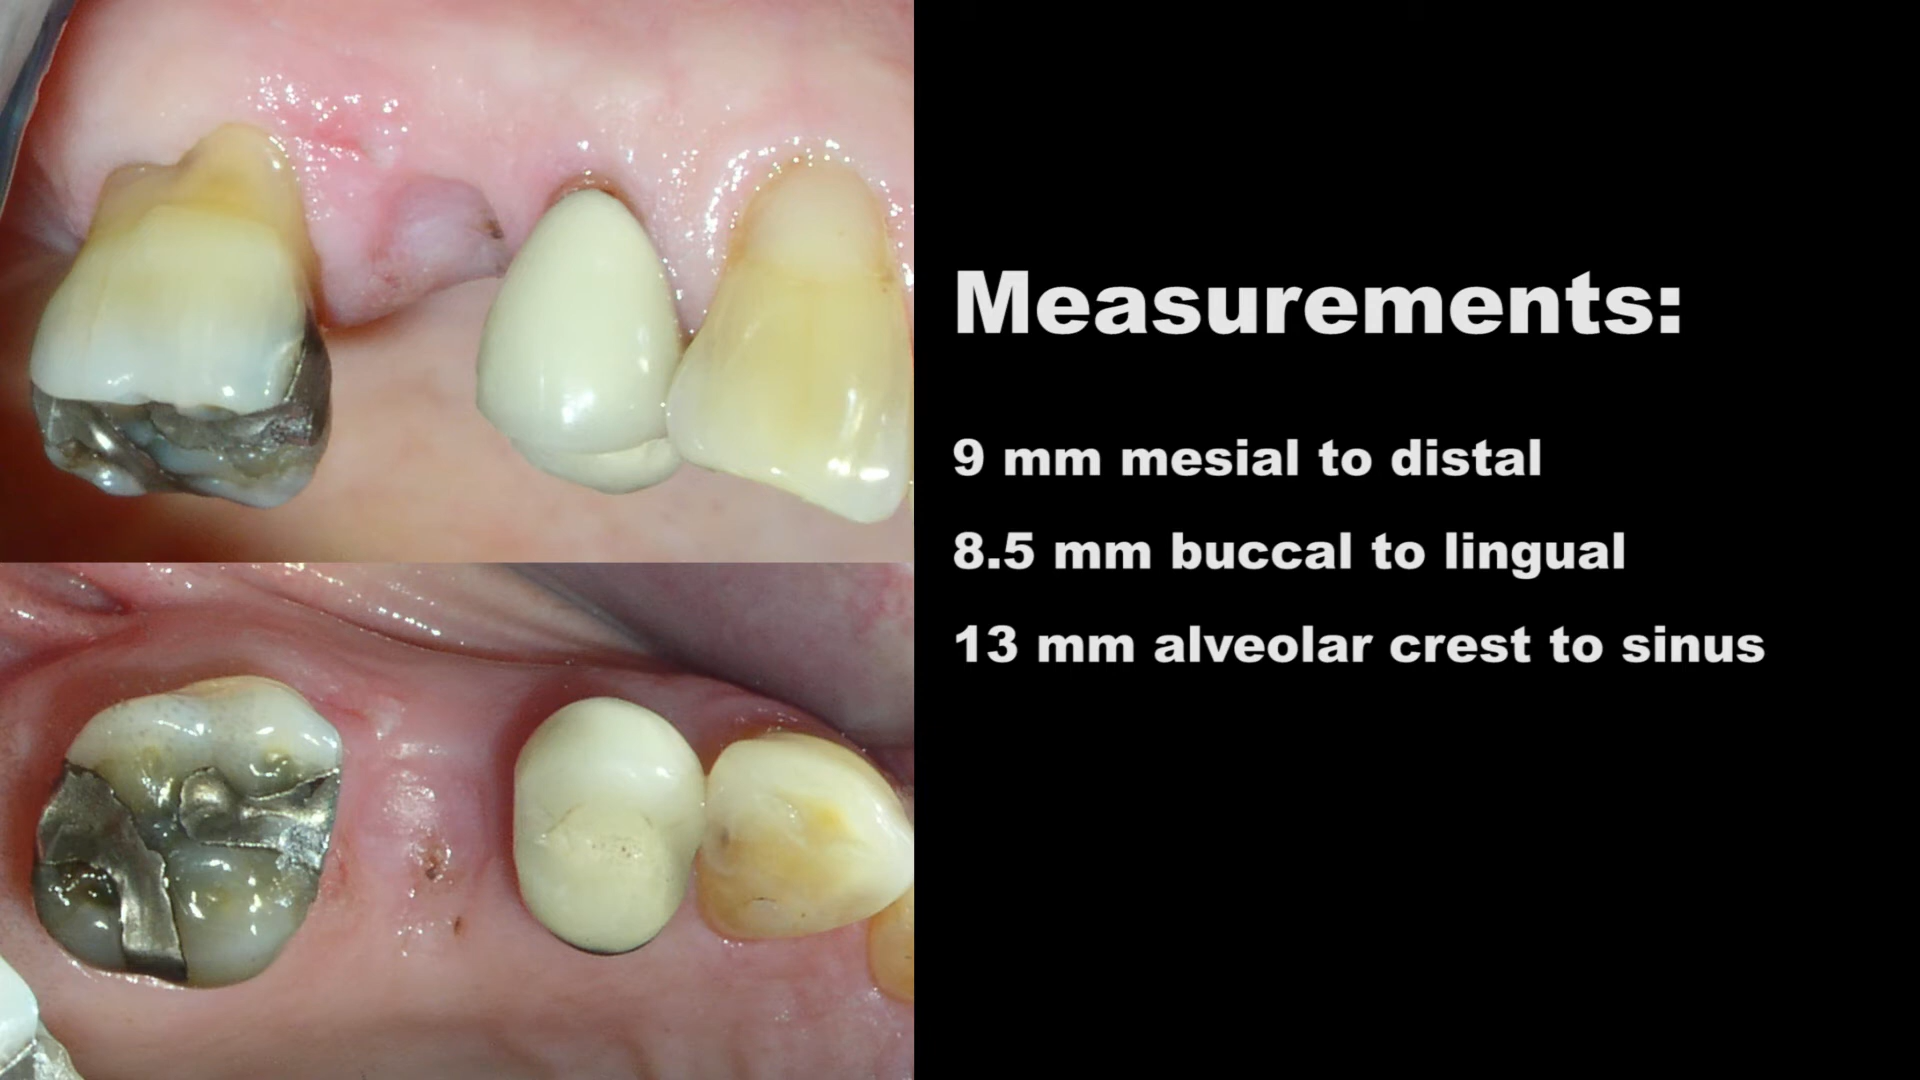 Measurements:
9 mm mesial to distal
8.5 mm buccal to lingual
13 mm alveolar crest to sinus